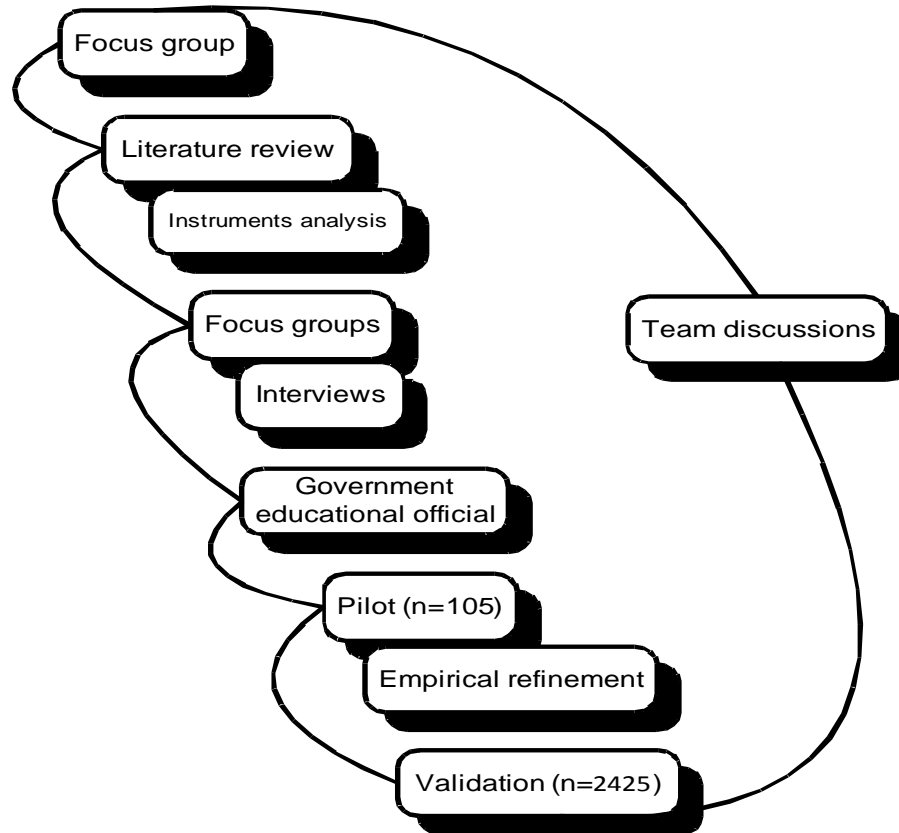 Focus group
Literature review
Instruments analysis
Focus groups
Team discussions
Interviews
Government
educational official
Pilot (n=105)
Empirical refinement
Validation (n=2425)